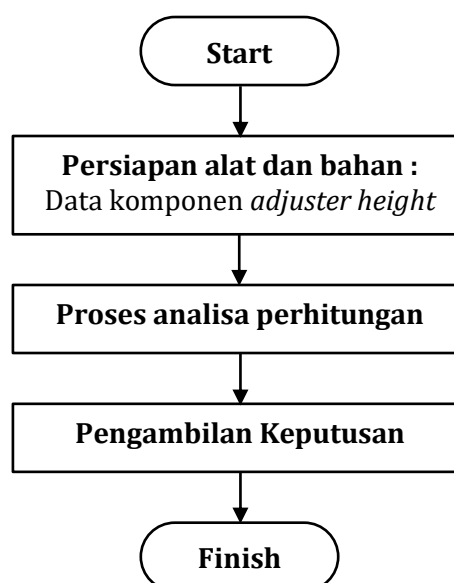 Start
Persiapan alat dan bahan :
Data komponen adjuster height
Proses analisa perhitungan
Pengambilan Keputusan
Finish